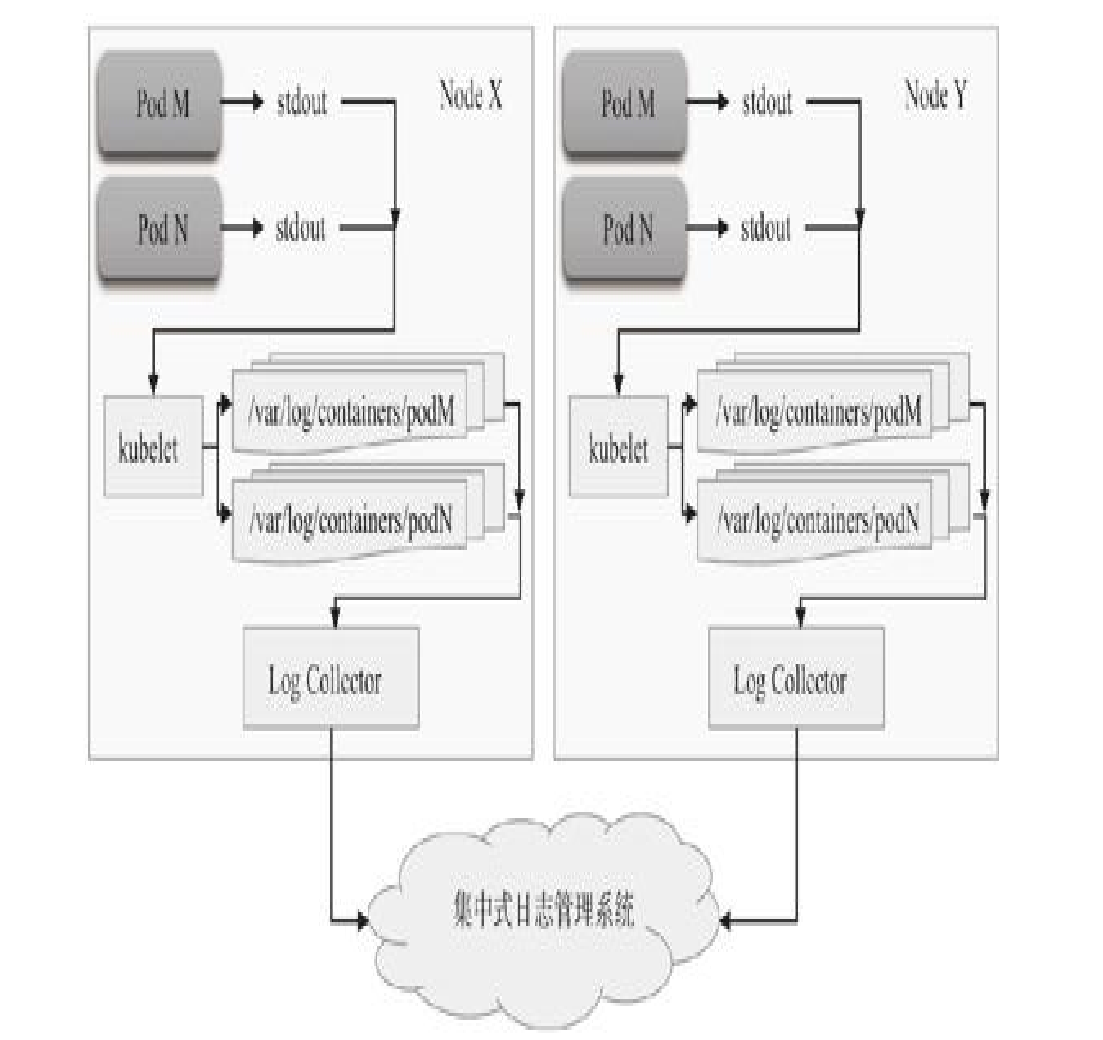 Pod M
stdout
Node X
Pod N
stdout
kubelet
/var/log/containers/podM
/var/log/containers/podN
Log Collector
Pod M
stdout
Node Y
Pod N
stdout
kubelet
/var/log/containers/podM
/var/log/containers/podN
Log Collector
集中式日志管理系统